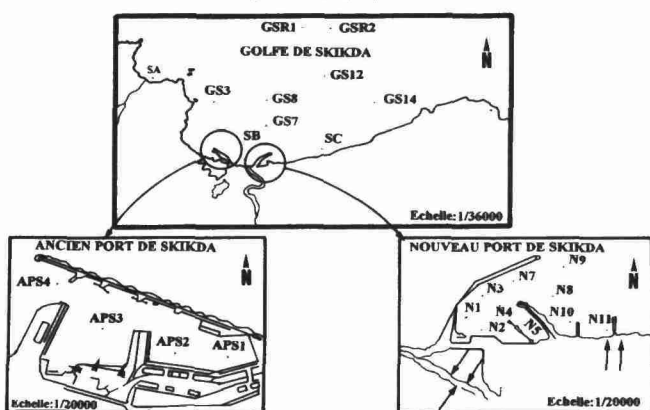 GSR1 GSR2
GOLFE DE SKIKDA
GS12
SA
GS3 GS8 GS14
GS7
SB SC
N
Echelle:1/36000
ANCIEN PORT DE SKIKDA
N
APS4
APS3
APS2 APS1
Echelle:1/20000
NOUVEAU PORT DE SKIKDA
N9
N7
N3 N8
N
N1 N4 N10
N2 N5 N11
Echelle:1/20000